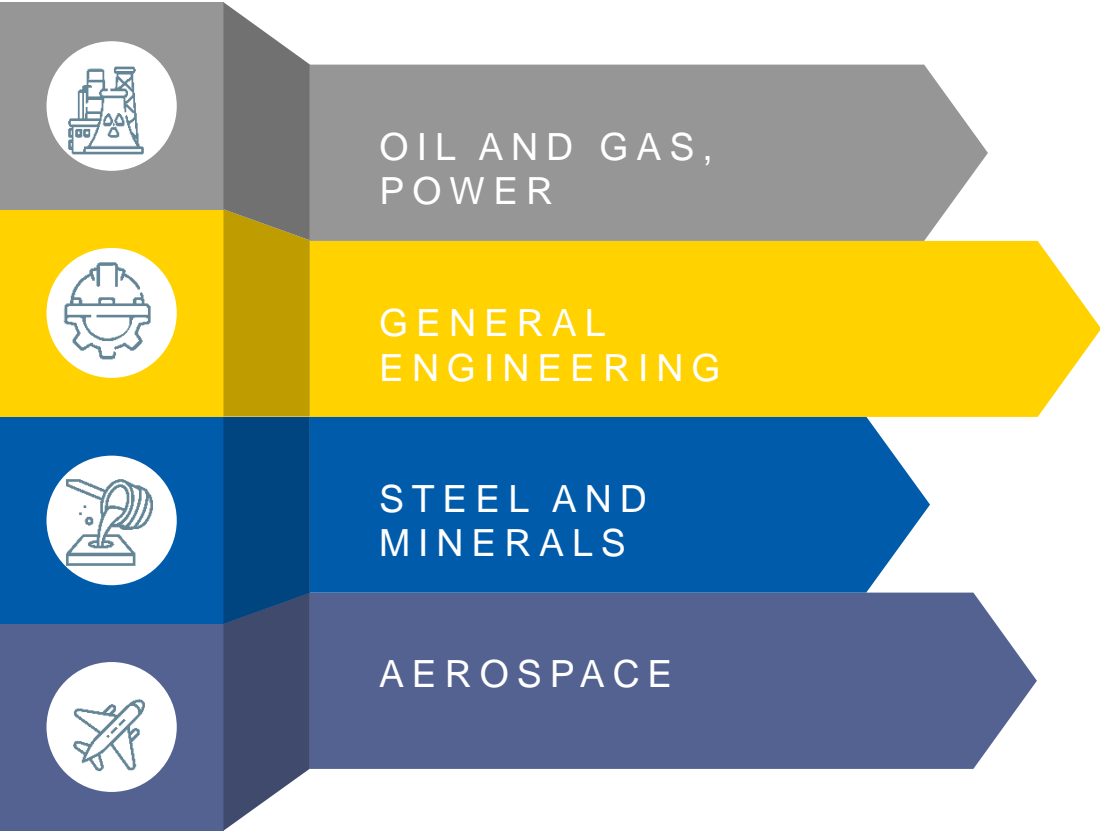 OIL AND GAS,
POWER
GENERAL
ENGINEERING
STEEL AND
MINERALS
AEROSPACE